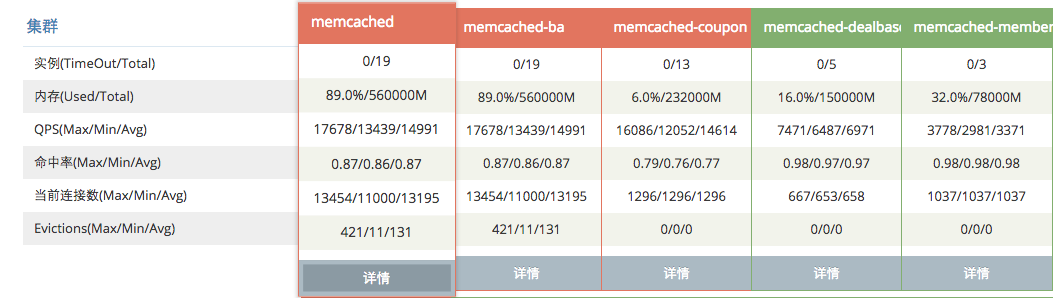 集群 memcached memcached-ba memcached-coupon memcached-dealbase memcached-member
实例(TimeOut/Total) 0/19 0/19 0/13 0/5 0/3
内存(Used/Total) 89.0%/560000M 89.0%/560000M 6.0%/232000M 16.0%/150000M 32.0%/78000M
QPS(Max/Min/Avg) 17678/13439/14991 17678/13439/14991 16086/12052/14614 7471/6487/6971 3778/2981/3371
命中率(Max/Min/Avg) 0.87/0.86/0.87 0.87/0.86/0.87 0.79/0.76/0.77 0.98/0.97/0.97 0.98/0.98/0.98
当前连接数(Max/Min/Avg) 13454/11000/13195 13454/11000/13195 1296/1296/1296 667/653/658 1037/1037/1037
Evictions(Max/Min/Avg) 421/11/131 421/11/131 0/0/0 0/0/0 0/0/0
详情 详情 详情 详情 详情